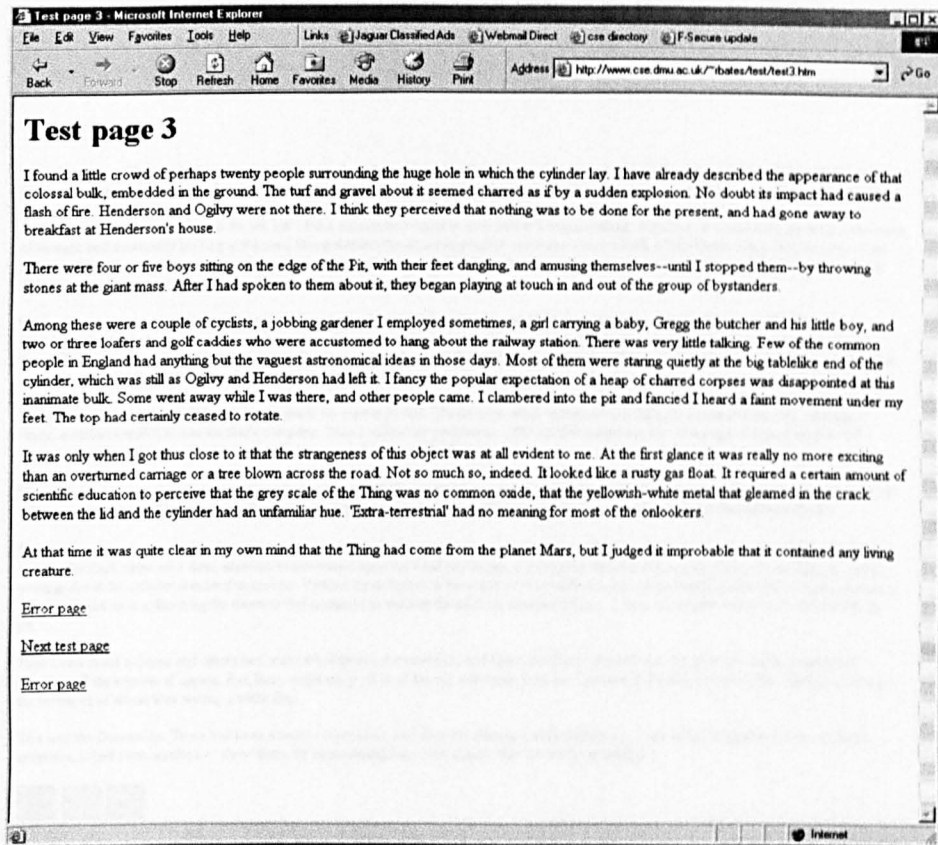 Test page 3 - Microsoft Internet Explorer
File Edit View Favorites Tools Help Links Jaguar Classified Ads Webmail Direct cse directory F-Secure update
Back Forward Stop Refresh Home Favorites Media History Print Address http://www.cse.dmu.ac.uk/~rbates/test/test3.htm Go
Test page 3
I found a little crowd of perhaps twenty people surrounding the huge hole in which the cylinder lay. I have already described the appearance of that
colossal bulk, embedded in the ground. The turf and gravel about it seemed charred as if by a sudden explosion. No doubt its impact had caused a
flash of fire. Henderson and Ogilvy were not there. I think they perceived that nothing was to be done for the present, and had gone away to
breakfast at Henderson's house.
There were four or five boys sitting on the edge of the Pit, with their feet dangling, and amusing themselves--until I stopped them--by throwing
stones at the giant mass. After I had spoken to them about it, they began playing at touch in and out of the group of bystanders.
Among these were a couple of cyclists, a jobbing gardener I employed sometimes, a girl carrying a baby, Gregg the butcher and his little boy, and
two or three loafers and golf caddies who were accustomed to hang about the railway station. There was very little talking. Few of the common
people in England had anything but the vaguest astronomical ideas in those days. Most of them were staring quietly at the big tablelike end of the
cylinder, which was still as Ogilvy and Henderson had left it. I fancy the popular expectation of a heap of charred corpses was disappointed at this
inanimate bulk. Some went away while I was there, and other people came. I clambered into the pit and fancied I heard a faint movement under my
feet. The top had certainly ceased to rotate.
It was only when I got thus close to it that the strangeness of this object was at all evident to me. At the first glance it was really no more exciting
than an overturned carriage or a tree blown across the road. Not so much so, indeed. It looked like a rusty gas float. It required a certain amount of
scientific education to perceive that the grey scale of the Thing was no common oxide, that the yellowish-white metal that gleamed in the crack
between the lid and the cylinder had an unfamiliar hue. 'Extra-terrestrial' had no meaning for most of the onlookers.
At that time it was quite clear in my own mind that the Thing had come from the planet Mars, but I judged it improbable that it contained any living
creature.
Error page
Next test page
Error page
Internet